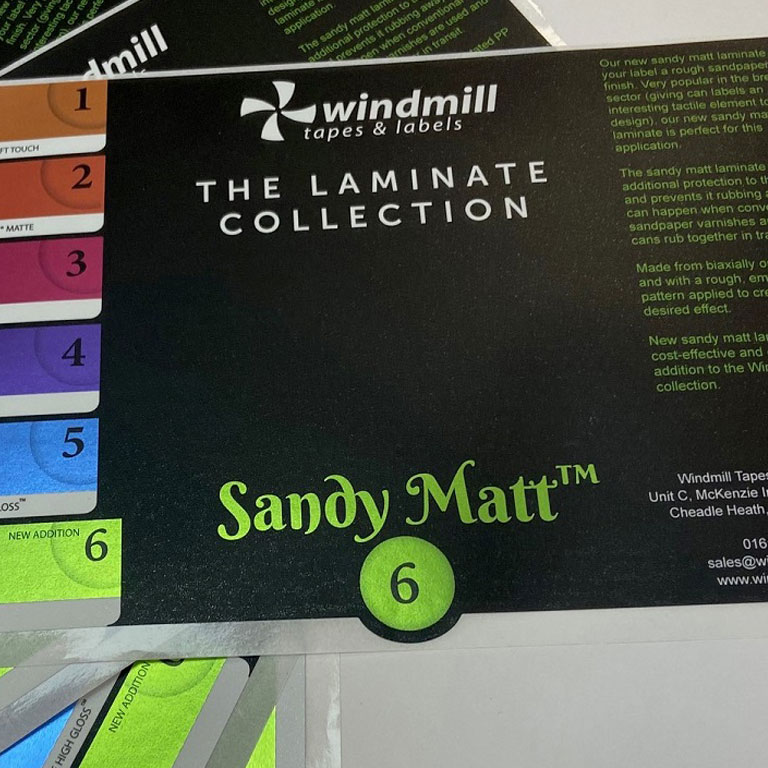 windmill
tapes & labels
THE LAMINATE
COLLECTION
1
FT TOUCH
2
MATTE
3
4
5
LOSS™
NEW ADDITION
6
Sandy Matt™
6
Our new sandy matt laminate
your label a rough sandpaper
finish. Very popular in the bre
sector (giving can labels an
interesting tactile element to
design), our new sandy ma
laminate is perfect for this
application.
The sandy matt laminate
additional protection to th
and prevents it rubbing a
can happen when conve
sandpaper varnishes a
cans rub together in tra
Made from biaxially o
and with a rough, em
pattern applied to cre
desired effect.
New sandy matt la
cost-effective and
addition to the Wi
collection.
Windmill Tapes
Unit C, McKenzie I
Cheadle Heath,
016
sales@wi
www.wi
dmill
NEW ADDITION
HIGH GLOSS™